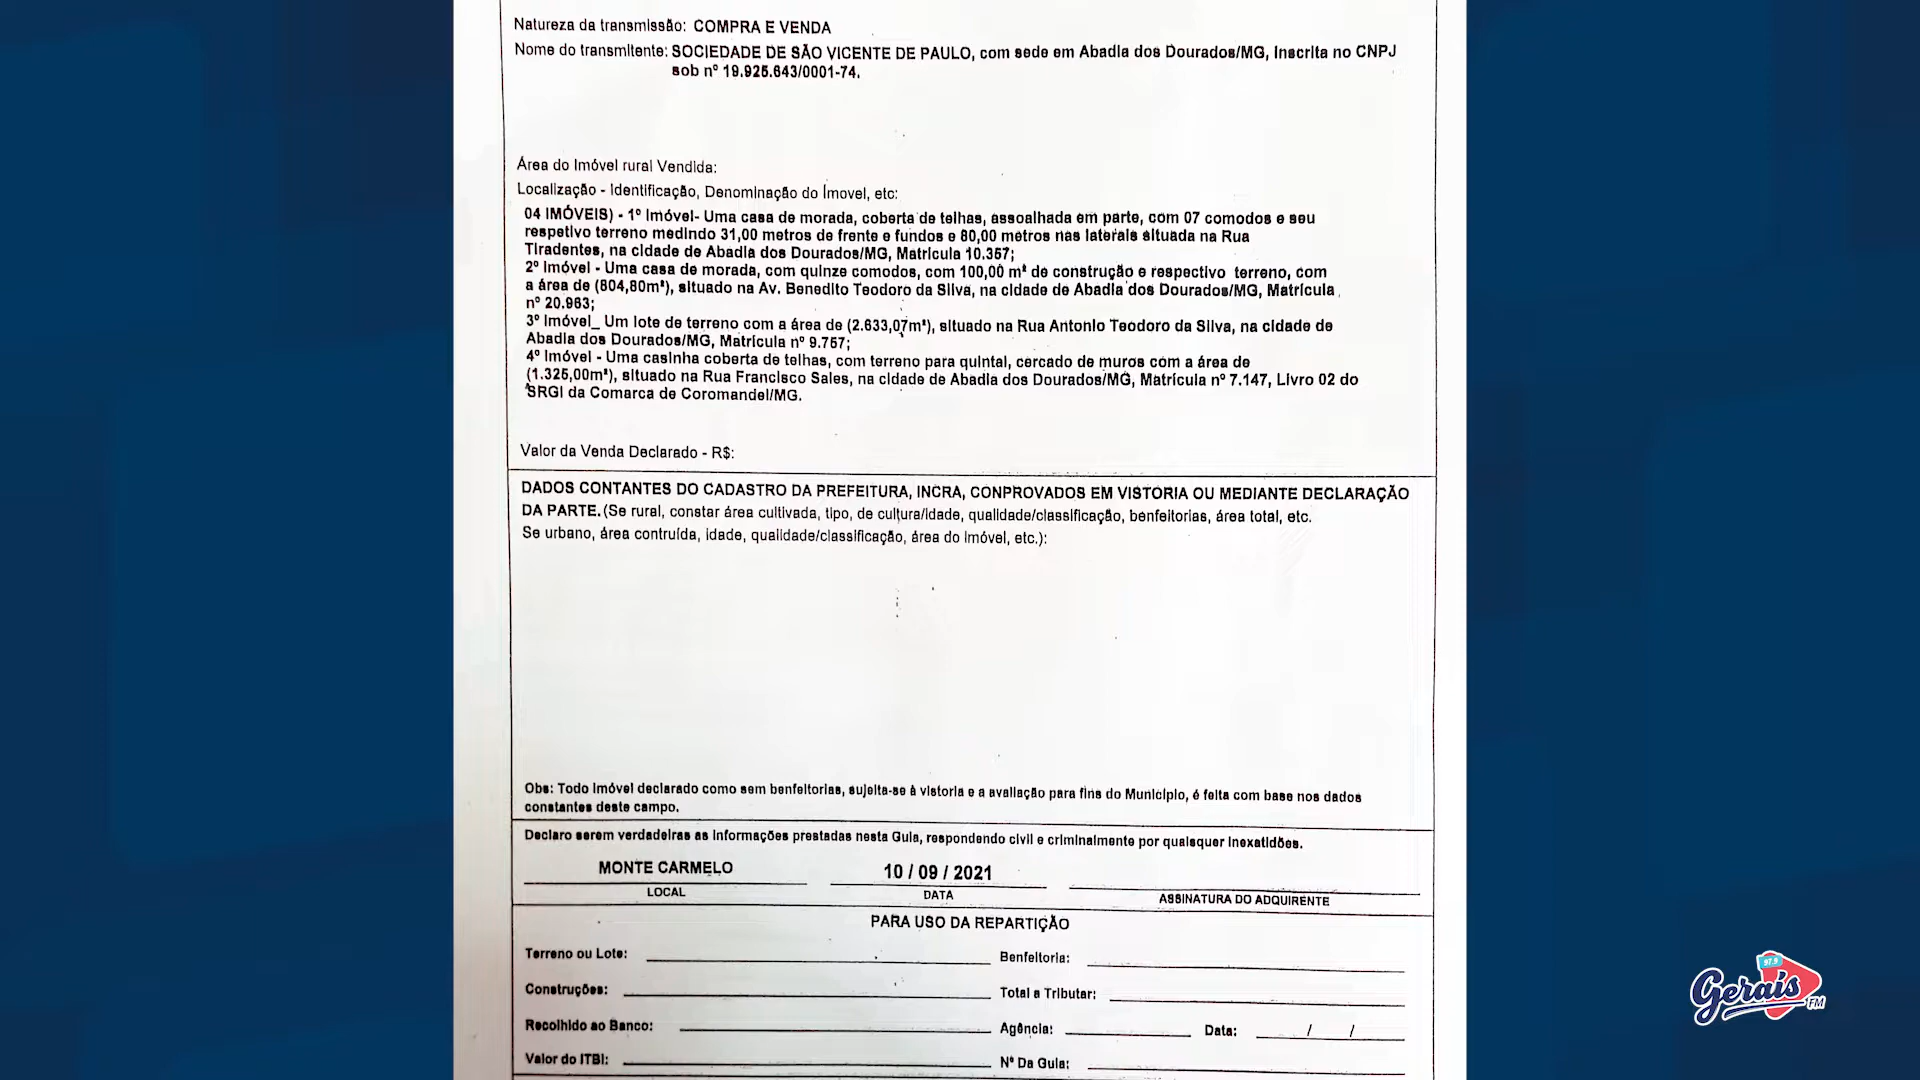 Natureza da transmissão: COMPRA E VENDA
Nome do transmitente: SOCIEDADE DE SÃO VICENTE DE PAULO, com sede em Abadia dos Dourados/MG, Inscrita no CNPJ
sob nº 19.925.643/0001-74.
Área do Imóvel rural Vendida:
Localização - Identificação, Denominação do Ímovel, etc:
04 IMÓVEIS) - 1º Imóvel- Uma casa de morada, coberta de telhas, assoalhada em parte, com 07 comodos e seu
respetivo terreno medindo 31,00 metros de frente e fundos e 80,00 metros nas laterais situada na Rua
Tiradentes, na cidade de Abadia dos Dourados/MG, Matrícula 10.357;
2º Imóvel - Uma casa de morada, com quinze comodos, com 100,00 m² de construção e respectivo terreno, com
a área de (804,80m²), situado na Av. Benedito Teodoro da Silva, na cidade de Abadia dos Dourados/MG, Matrícula
nº 20.963;
3º Imóvel_ Um lote de terreno com a área de (2.633,07m²), situado na Rua Antonio Teodoro da Silva, na cidade de
Abadia dos Dourados/MG, Matrícula nº 9.757;
4º Imóvel - Uma casinha coberta de telhas, com terreno para quintal, cercado de muros com a área de
(1.325,00m²), situado na Rua Francisco Sales, na cidade de Abadia dos Dourados/MG, Matrícula nº 7.147, Livro 02 do
SRGI da Comarca de Coromandel/MG.
Valor da Venda Declarado - R$:
DADOS CONTANTES DO CADASTRO DA PREFEITURA, INCRA, CONPROVADOS EM VISTORIA OU MEDIANTE DECLARAÇÃO
DA PARTE. (Se rural, constar área cultivada, tipo, de cultura/idade, qualidade/classificação, benfeitorias, área total, etc.
Se urbano, área contruída, idade, qualidade/classificação, área do Imóvel, etc.):
Obs: Todo Imóvel declarado como sem benfeitorias, sujeita-se à vistoria e a avaliação para fins do Município, é feita com base nos dados
constantes deste campo.
Declaro serem verdadeiras as Informações prestadas nesta Guia, respondendo civil e criminalmente por quaisquer Inexatidões.
MONTE CARMELO 10 / 09 / 2021
LOCAL DATA ASSINATURA DO ADQUIRENTE
PARA USO DA REPARTIÇÃO
Terreno ou Lote: Benfeitoria:
Construções: Total a Tributar:
Recolhido ao Banco: Agência: Data: / /
Valor do ITBI: Nº Da Guia:
97.9
Gerais
FM